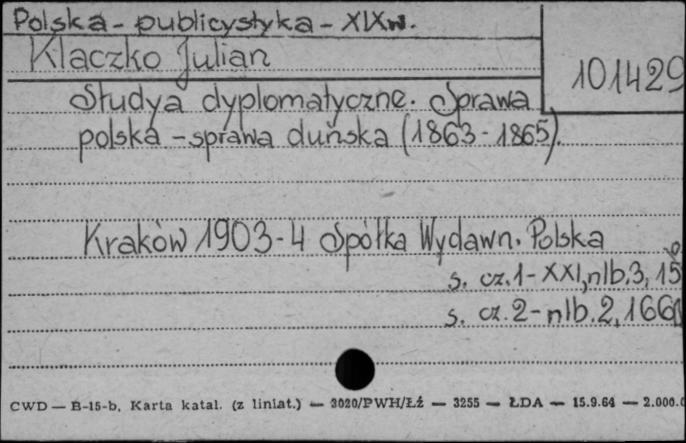 Polska - publicystyka - XIX w.
Klaczko Julian
101429
Studya dyplomatyczne. Sprawa
polska - sprawa duńska (1863-1865).
Kraków 1903-4 Spółka Wydawn. Polska
s. cz.1 - XXI, nlb.3, 15
s. cz.2 - nlb.2, 166
CWD — B-15-b. Karta katal. (z liniat.) — 3020/PWH/Łź — 3255 — ŁDA — 15.9.64 — 2.000.